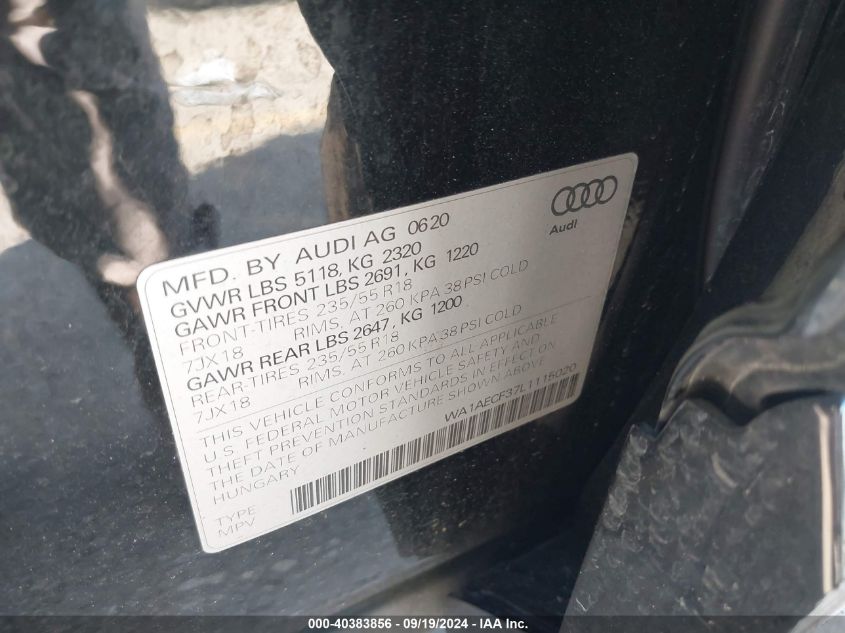 Audi
MFD. BY AUDI AG 0620
GVWR LBS 5118, KG 2320
GAWR FRONT LBS 2691, KG 1220
FRONT-TIRES 235/55 R18
7JX18 RIMS. AT 260 KPA 38 PSI COLD
GAWR REAR LBS 2647, KG 1200
REAR-TIRES 235/55 R18
7JX18 RIMS. AT 260 KPA 38 PSI COLD
THIS VEHICLE CONFORMS TO ALL APPLICABLE
U.S. FEDERAL MOTOR VEHICLE SAFETY AND
THEFT PREVENTION STANDARDS IN EFFECT ON
THE DATE OF MANUFACTURE SHOWN ABOVE.
HUNGARY
WA1AECF37L1115020
TYPE
MPV
000-40383856 - 09/19/2024 - IAA, Inc.